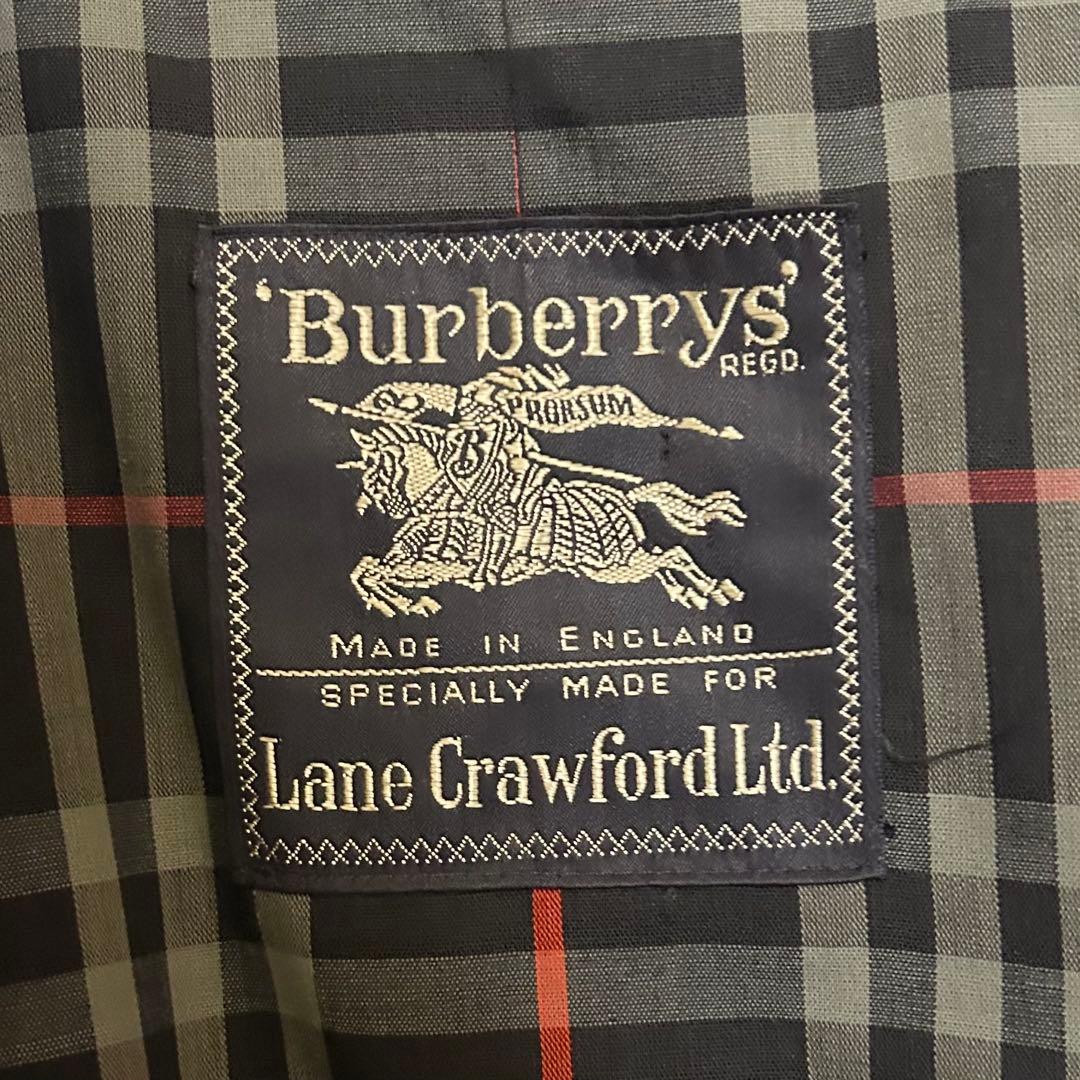 'Burberrys'
REGD.
PRORSUM
MADE IN ENGLAND
SPECIALLY MADE FOR
Lane Crawford Ltd.